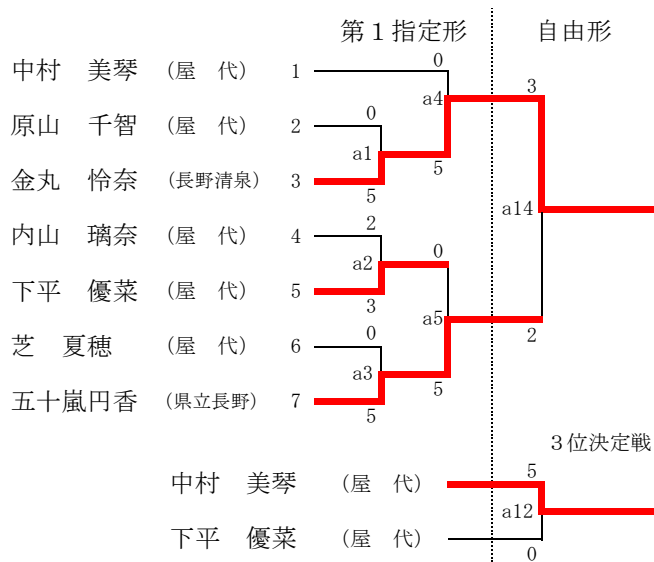 第1指定形 自由形
0
中村 美琴 (屋 代) 1
a4 3
原山 千智 (屋 代) 2 0
a1
金丸 怜奈 (長野清泉) 3 5 5
a14
内山 璃奈 (屋 代) 4 2 0
a2
下平 優菜 (屋 代) 5 3
a5
芝 夏穂 (屋 代) 6 0 2
a3
五十嵐円香 (県立長野) 7 5 5
3位決定戦
中村 美琴 (屋 代) 5
a12
下平 優菜 (屋 代) 0